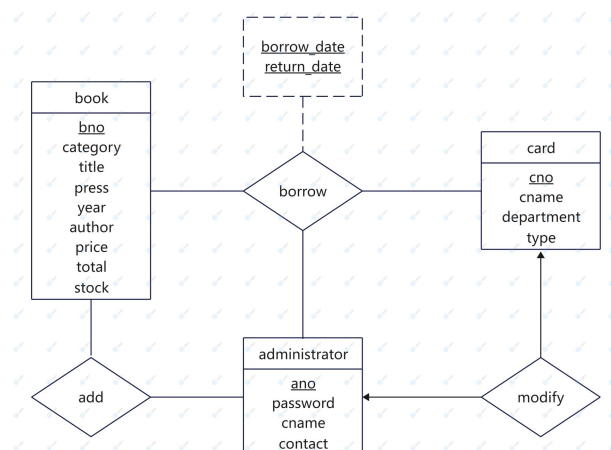 borrow_date
return_date
book
bno
category
title
press
year
author
price
total
stock
borrow
card
cno
cname
department
type
administrator
ano
password
cname
contact
add
modify